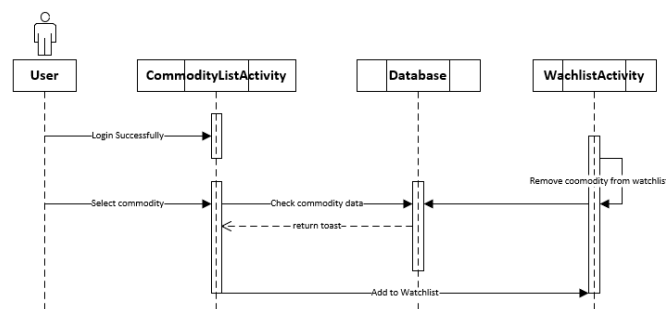 User
CommodityListActivity
Database
WachlistActivity
Login Successfully
Remove coomodity from watchlist
Select commodity
Check commodity data
return toast
Add to Watchlist